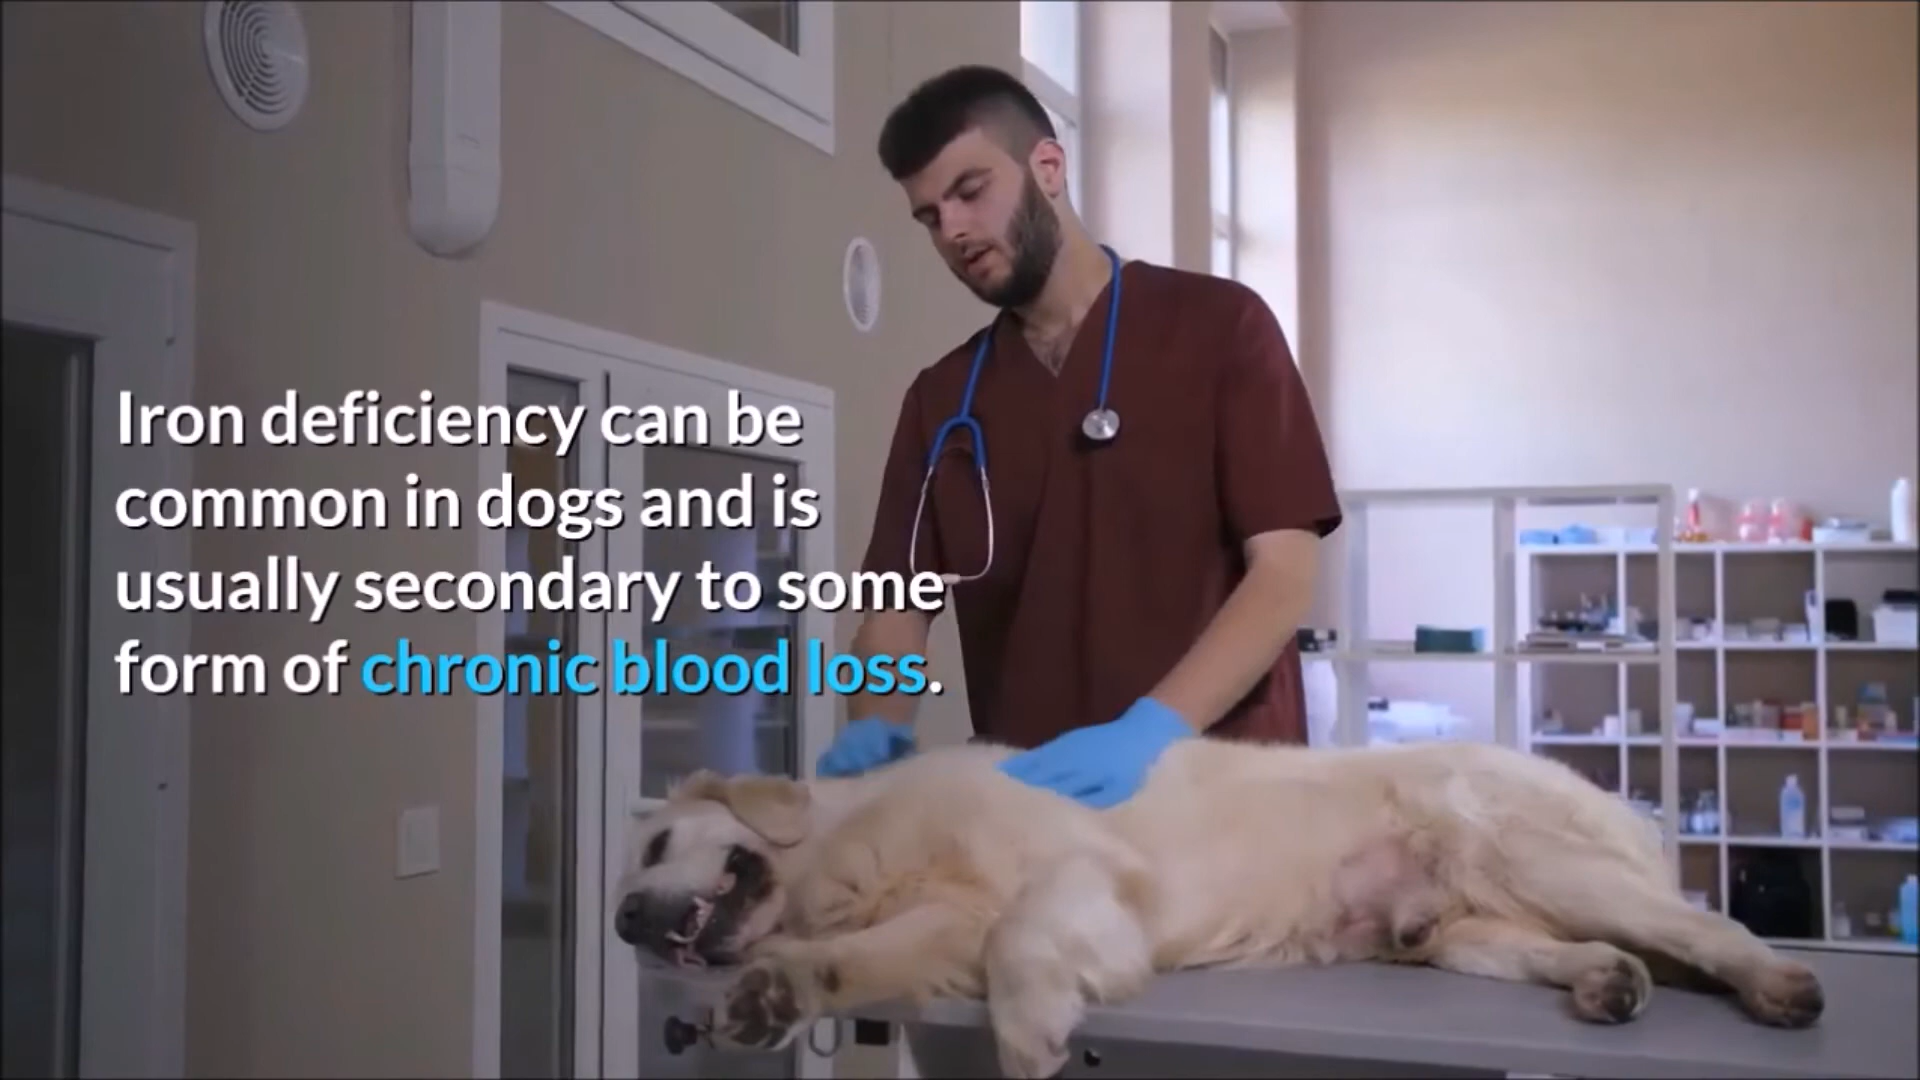 Iron deficiency can be
common in dogs and is
usually secondary to some
form of chronic blood loss.